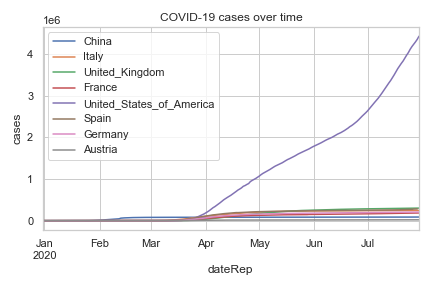 COVID-19 cases over time
1e6
China
Italy
United_Kingdom
France
United_States_of_America
Spain
Germany
Austria
4
3
2
1
0
cases
Jan Feb Mar Apr May Jun Jul
2020
dateRep